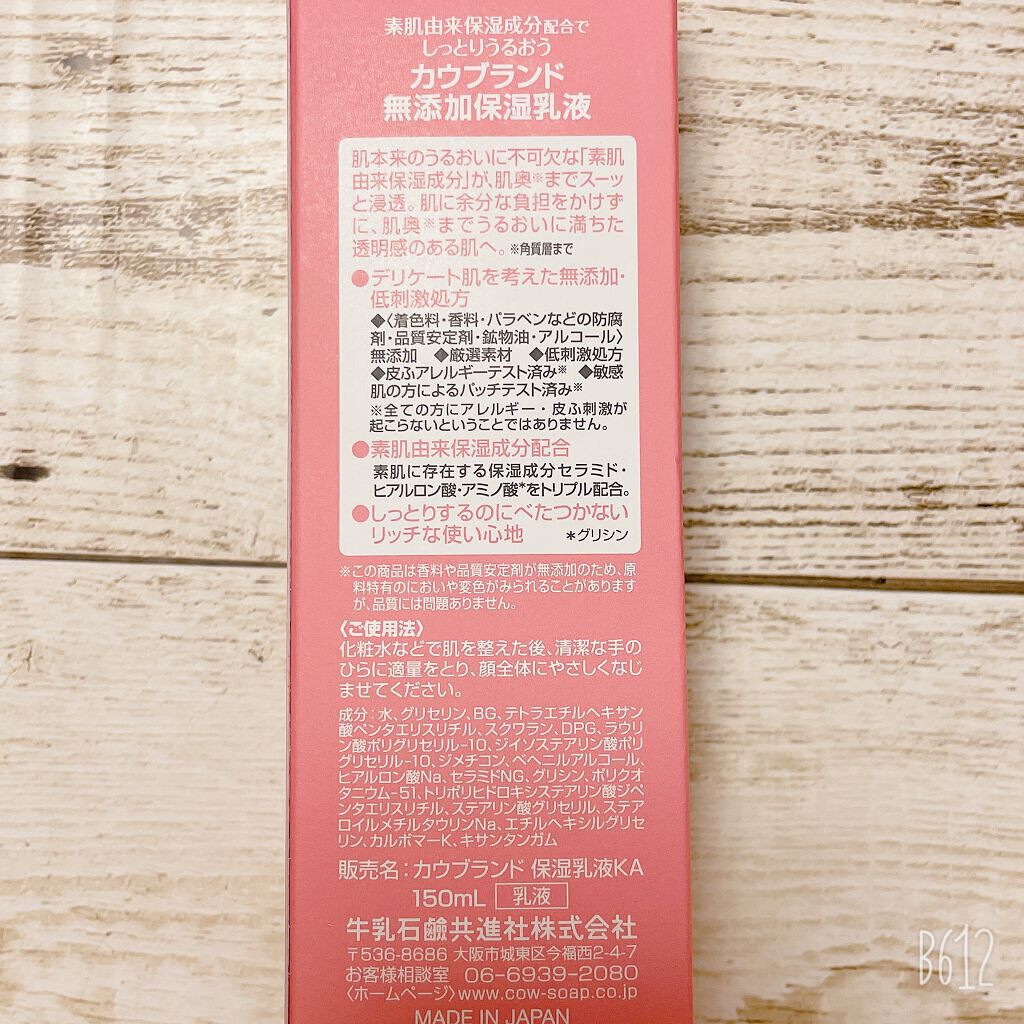 素肌由来保湿成分配合で
しっとりうるおう
カウブランド
無添加保湿乳液
肌本来のうるおいに不可欠な「素肌
由来保湿成分」が、肌奥※までスーッ
と浸透。肌に余分な負担をかけず
に、肌奥※までうるおいに満ちた
透明感のある肌へ。※角質層まで
●デリケート肌を考えた無添加・
低刺激処方
◆〈着色料・香料・パラベンなどの防腐
剤・品質安定剤・鉱物油・アルコール〉
無添加 ◆厳選素材 ◆低刺激処方
◆皮ふアレルギーテスト済み※ ◆敏感
肌の方によるパッチテスト済み※
※全ての方にアレルギー・皮ふ刺激が
起こらないということではありません。
●素肌由来保湿成分配合
素肌に存在する保湿成分セラミド・
ヒアルロン酸・アミノ酸*をトリプル配合。
●しっとりするのにべたつかない
リッチな使い心地 *グリシン
※この商品は香料や品質安定剤が無添加のため、原
料特有のにおいや変色がみられることがあります
が、品質には問題ありません。
〈ご使用法〉
化粧水などで肌を整えた後、清潔な手の
ひらに適量をとり、顔全体にやさしくなじ
ませてください。
成分：水、グリセリン、BG、テトラエチルヘキサン
酸ペンタエリスリチル、スクワラン、DPG、ラウリ
ン酸ポリグリセリル-10、ジイソステアリン酸ポリ
グリセリル-10、ジメチコン、ベヘニルアルコール、
ヒアルロン酸Na、セラミドNG、グリシン、ポリクオ
タニウム-51、トリポリヒドロキシステアリン酸ジペ
ンタエリスリチル、ステアリン酸グリセリル、ステア
ロイルメチルタウリンNa、エチルヘキシルグリセ
リン、カルボマーK、キサンタンガム
販売名：カウブランド 保湿乳液KA
150mL 乳液
牛乳石鹼共進社株式会社
〒536-8686 大阪市城東区今福西2-4-7
お客様相談室 06-6939-2080
〈ホームページ〉www.cow-soap.co.jp
MADE IN JAPAN
B612